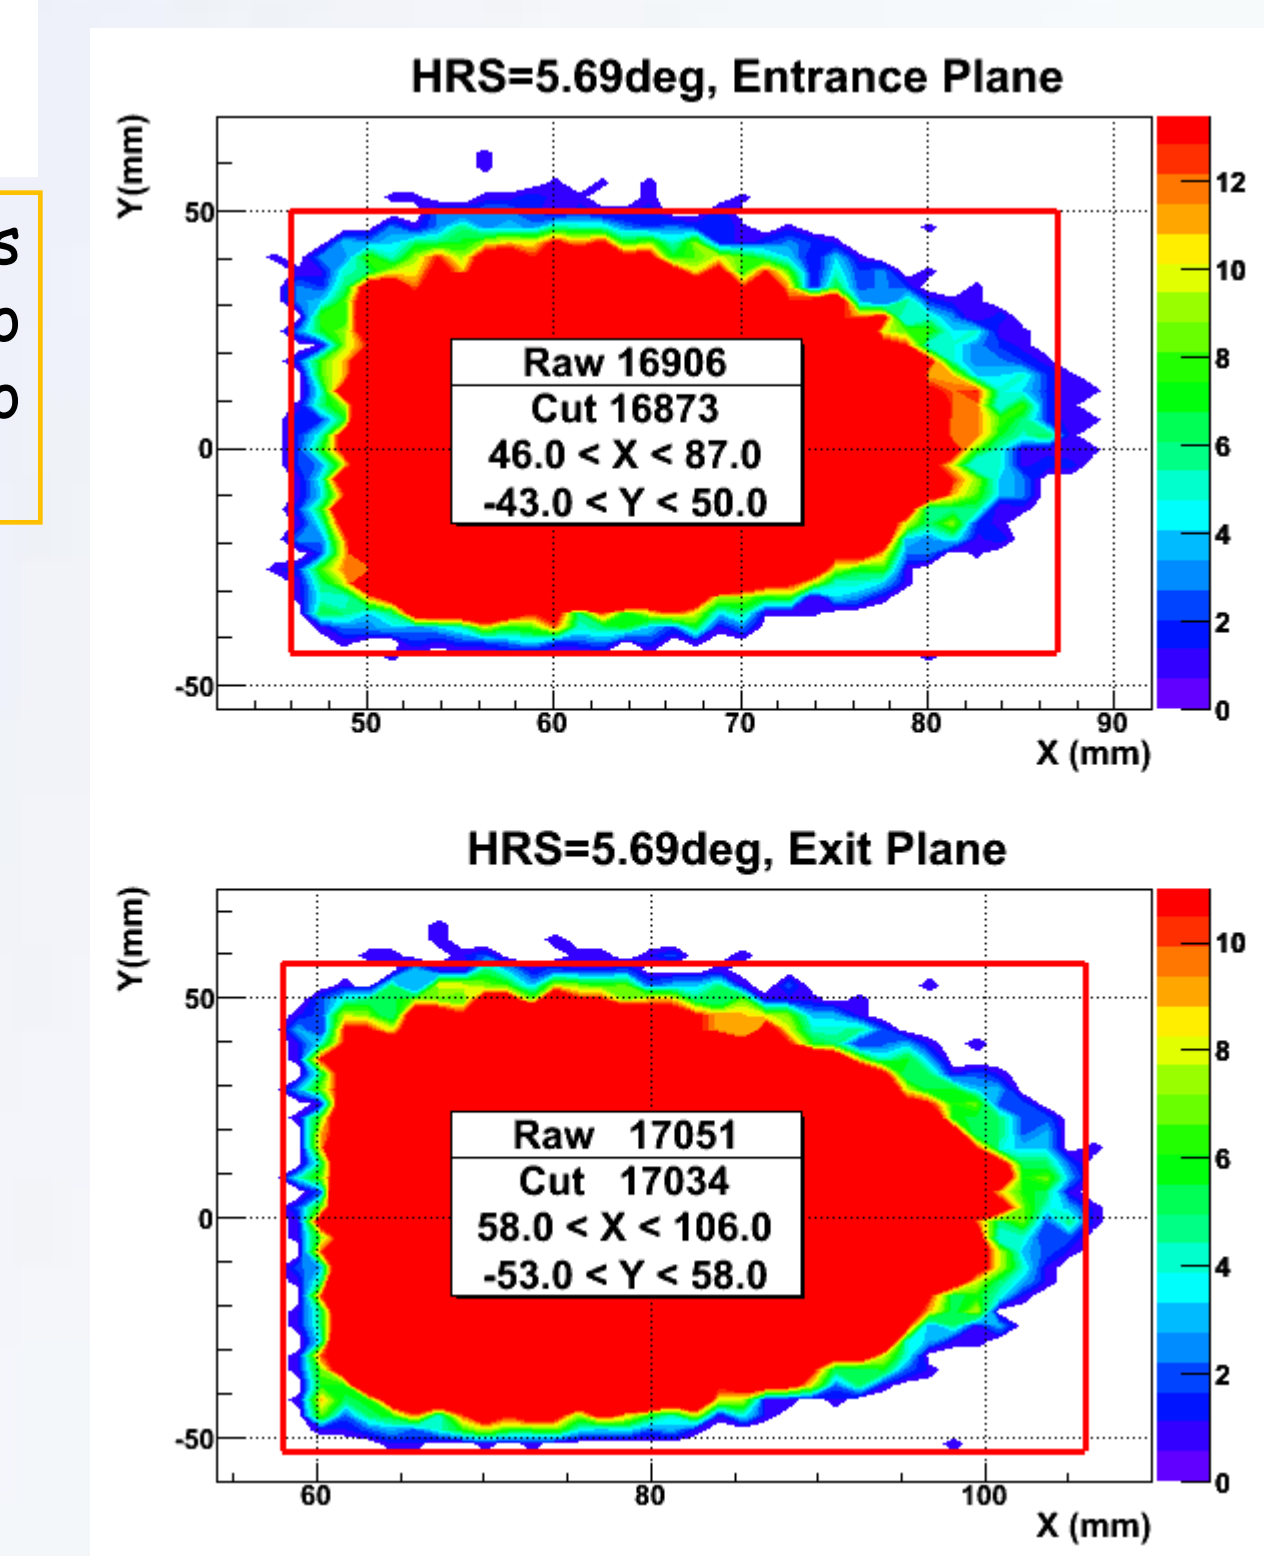 s
o
o
HRS=5.69deg, Entrance Plane
Y(mm)
50
0
-50
Raw 16906
Cut 16873
46.0 < X < 87.0
-43.0 < Y < 50.0
12
10
8
6
4
2
0
50 60 70 80 90
X (mm)
HRS=5.69deg, Exit Plane
Y(mm)
50
0
-50
Raw 17051
Cut 17034
58.0 < X < 106.0
-53.0 < Y < 58.0
10
8
6
4
2
0
60 80 100
X (mm)